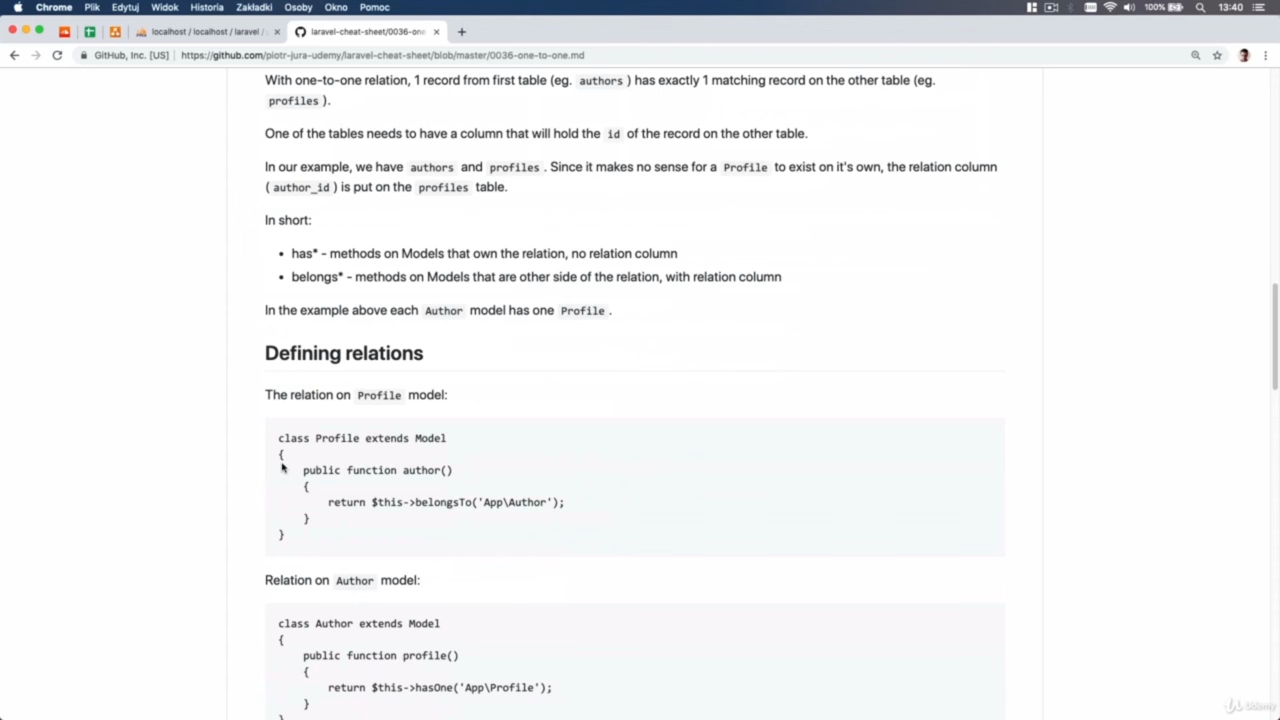 Chrome Plik Edytuj Widok Historia Zakładki Osoby Okno Pomoc 100% 13:40
localhost / localhost / laravel / laravel-cheat-sheet/0036-one
GitHub, Inc. [US] https://github.com/piotr-jura-udemy/laravel-cheat-sheet/blob/master/0036-one-to-one.md
With one-to-one relation, 1 record from first table (eg. authors ) has exactly 1 matching record on the other table (eg.
profiles ).
One of the tables needs to have a column that will hold the id of the record on the other table.
In our example, we have authors and profiles . Since it makes no sense for a Profile to exist on it's own, the relation column
( author_id ) is put on the profiles table.
In short:
• has* - methods on Models that own the relation, no relation column
• belongs* - methods on Models that are other side of the relation, with relation column
In the example above each Author model has one Profile .
Defining relations
The relation on Profile model:
class Profile extends Model
{
public function author()
{
return $this->belongsTo('App\Author');
}
}
Relation on Author model:
class Author extends Model
{
public function profile()
{
return $this->hasOne('App\Profile');
}
}
Udemy